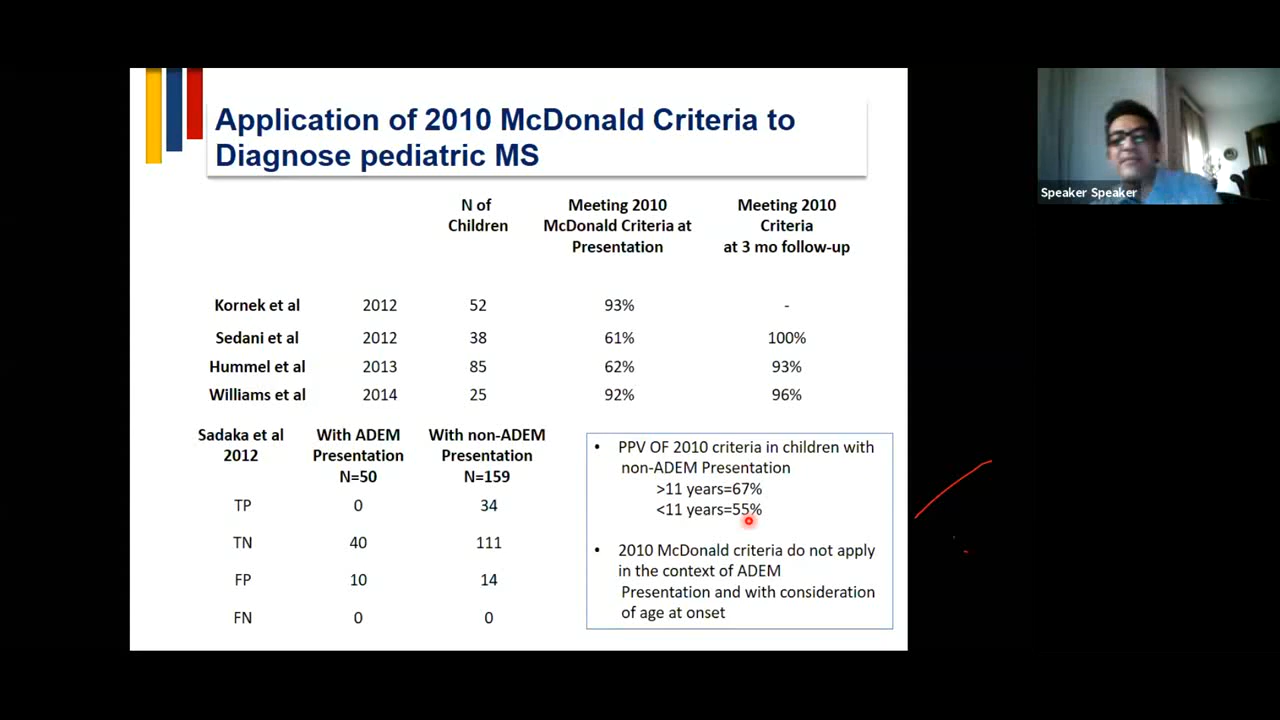 Application of 2010 McDonald Criteria to
Diagnose pediatric MS
Speaker Speaker
N of
Children
Meeting 2010
McDonald Criteria at
Presentation
Meeting 2010
Criteria
at 3 mo follow-up
Kornek et al 2012 52 93% -
Sedani et al 2012 38 61% 100%
Hummel et al 2013 85 62% 93%
Williams et al 2014 25 92% 96%
Sadaka et al
2012
With ADEM
Presentation
N=50
With non-ADEM
Presentation
N=159
TP 0 34
TN 40 111
FP 10 14
FN 0 0
• PPV OF 2010 criteria in children with
non-ADEM Presentation
>11 years=67%
<11 years=55%
• 2010 McDonald criteria do not apply
in the context of ADEM
Presentation and with consideration
of age at onset